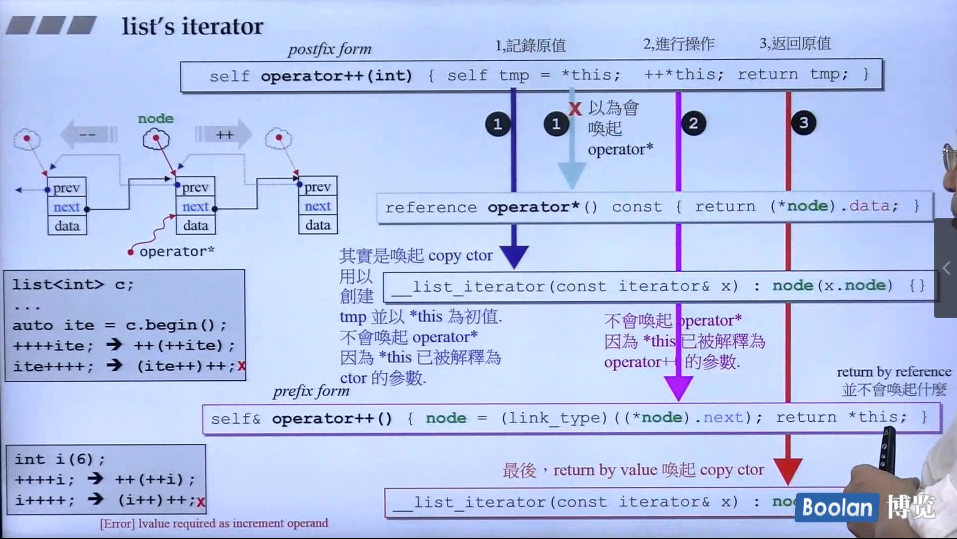 list's iterator
postfix form
1,記錄原值
2,進行操作
3,返回原值
self operator++(int) { self tmp = *this; ++*this; return tmp; }
1
x
1
以為會
喚起
operator*
2
3
node
--
++
prev
next
data
prev
next
data
prev
next
data
operator*
reference operator*() const { return (*node).data; }
其實是喚起 copy ctor
用以
創建
tmp 並以 *this 為初值.
不會喚起 operator*
因為 *this 已被解釋為
ctor 的參數.
__list_iterator(const iterator& x) : node(x.node) {}
不會喚起 operator*
因為 *this 已被解釋為
operator++ 的參數.
list<int> c;
...
auto ite = c.begin();
++++ite; ➔ ++(++ite);
ite++++; ➔ (ite++)++;x
return by reference
並不會喚起什麼
prefix form
self& operator++() { node = (link_type)((*node).next); return *this; }
int i(6);
++++i; ➔ ++(++i);
i++++; ➔ (i++)++;x
[Error] lvalue required as increment operand
最後，return by value 喚起 copy ctor
__list_iterator(const iterator& x) :
Boolan 博览